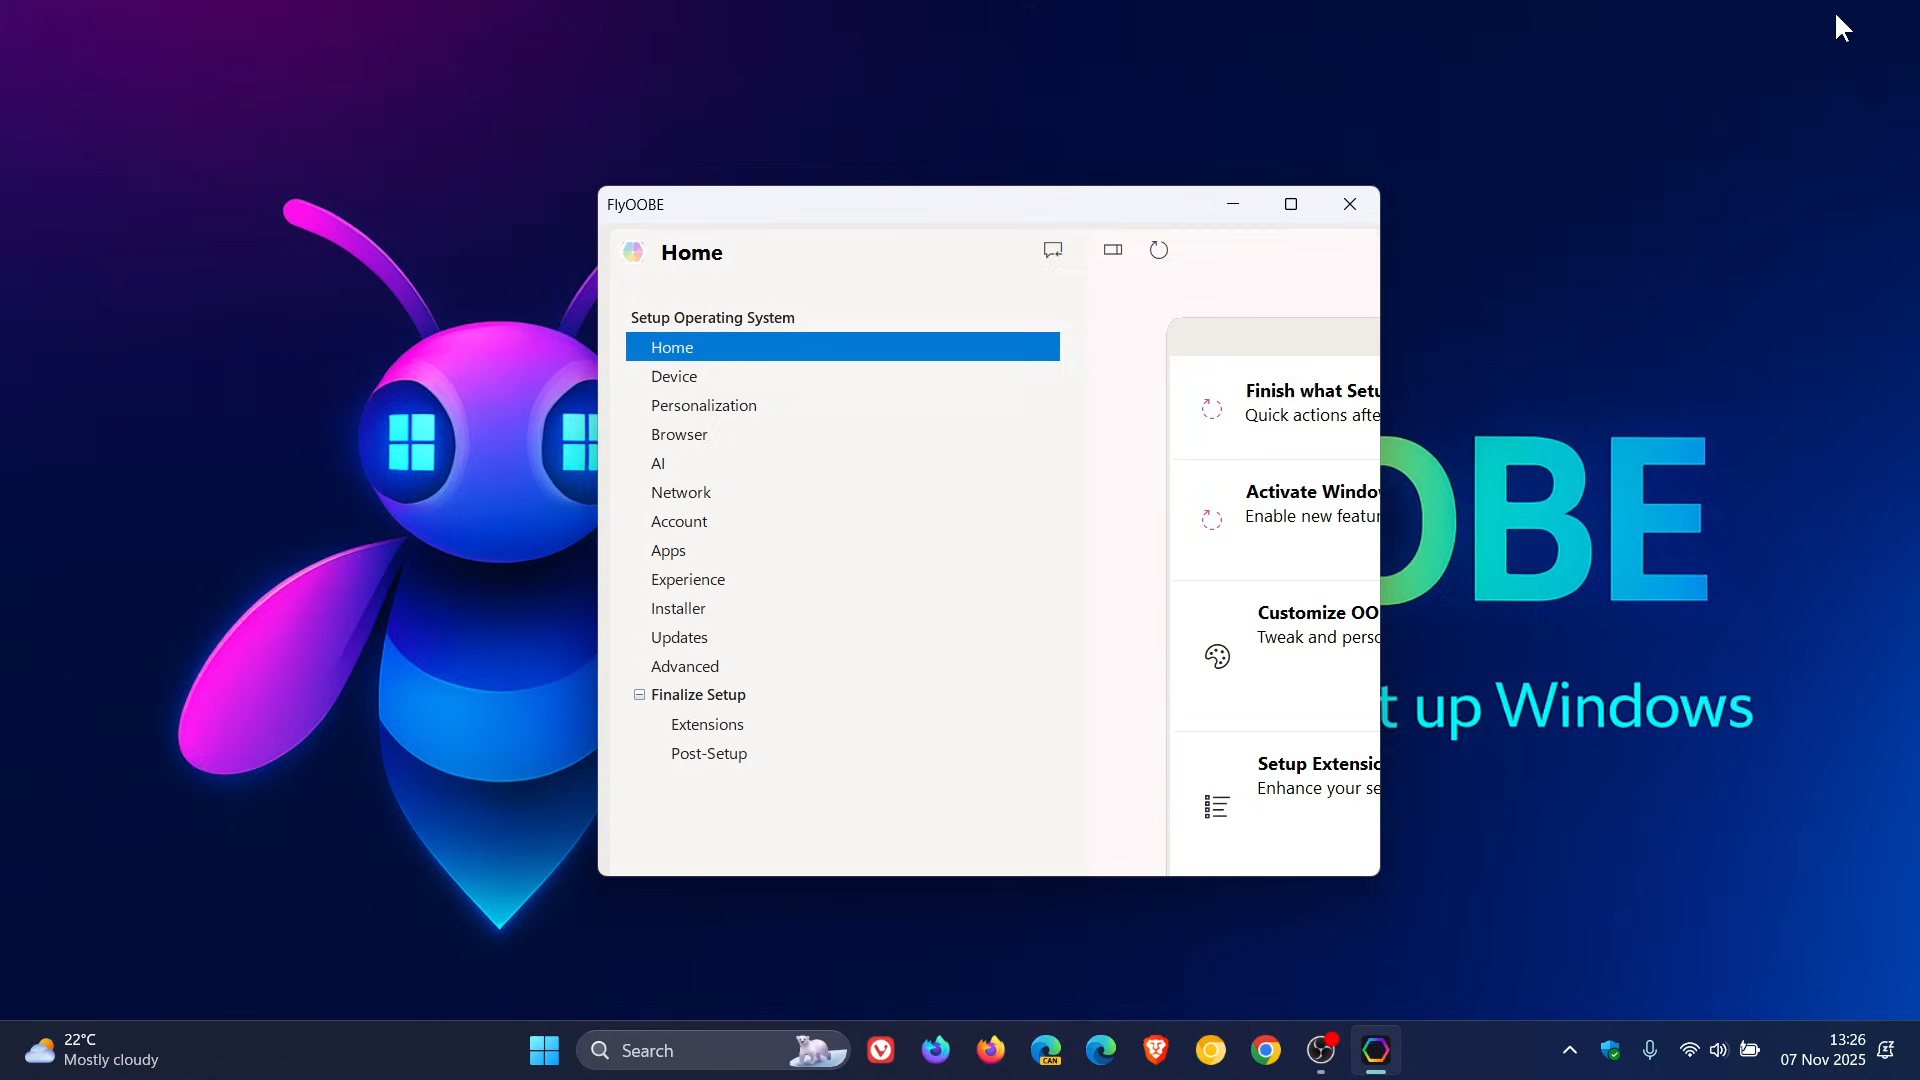 FlyOOBE
Home
Setup Operating System
Home
Device
Personalization
Browser
AI
Network
Account
Apps
Experience
Installer
Updates
Advanced
Finalize Setup
Extensions
Post-Setup
Finish what Setu
Quick actions afte
Activate Windo
Enable new featur
Customize OO
Tweak and perso
Setup Extensio
Enhance your se
OBE
t up Windows
22°C
Mostly cloudy
Search
CAN
13:26
07 Nov 2025